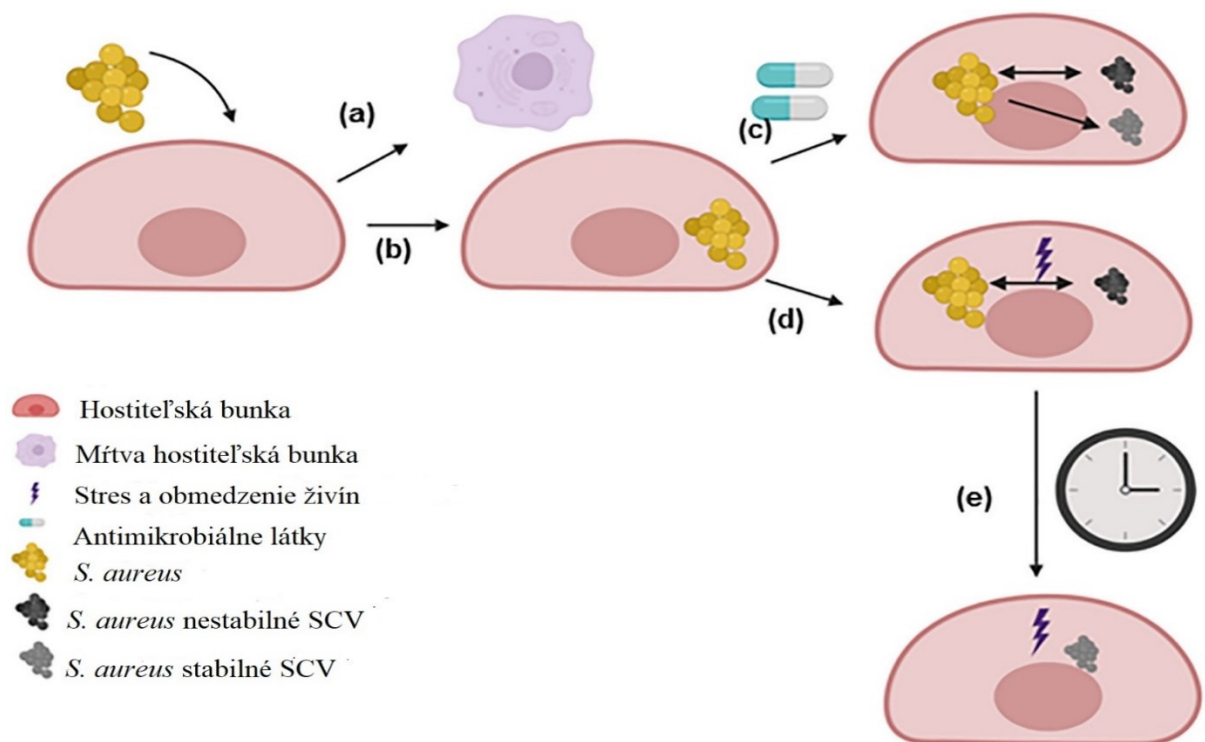 (a)
(b)
(c)
(d)
(e)
Hostiteľská bunka
Mŕtva hostiteľská bunka
Stres a obmedzenie živín
Antimikrobiálne látky
S. aureus
S. aureus nestabilné SCV
S. aureus stabilné SCV